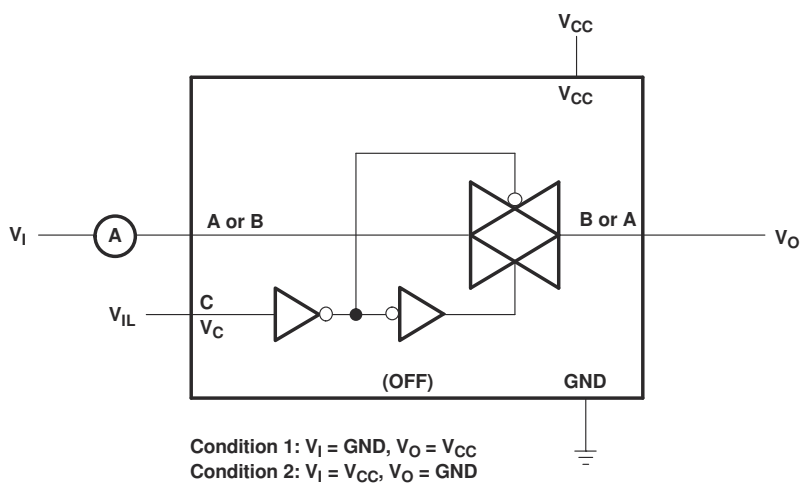 VCC
VCC
VI
A
A or B
B or A
VO
VIL
C
VC
(OFF)
GND
Condition 1: VI = GND, VO = VCC
Condition 2: VI = VCC, VO = GND